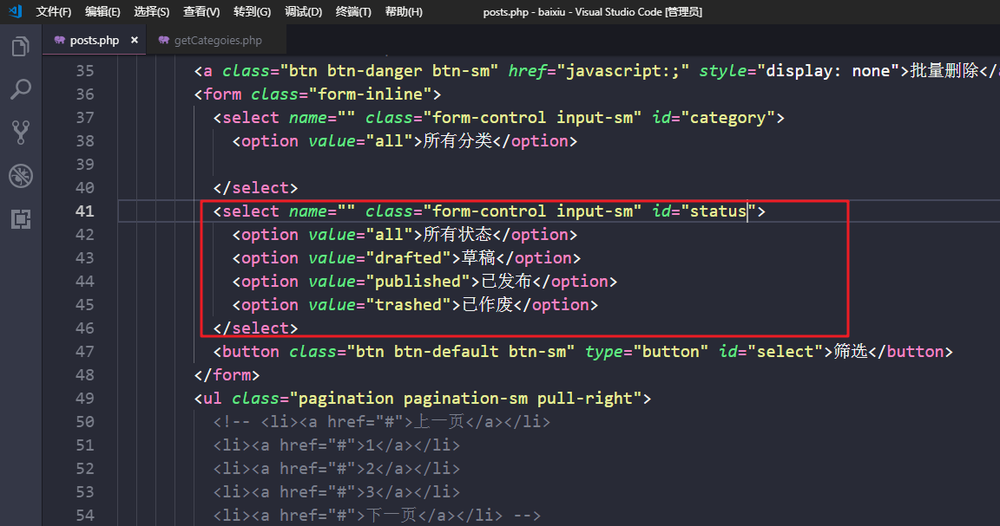 文件(F) 编辑(E) 选择(S) 查看(V) 转到(G) 调试(D) 终端(T) 帮助(H) posts.php - baixiu - Visual Studio Code [管理员]
posts.php × getCategoies.php
35 <a class="btn btn-danger btn-sm" href="javascript:;" style="display: none">批量删除</a
36 <form class="form-inline">
37 <select name="" class="form-control input-sm" id="category">
38 <option value="all">所有分类</option>
39
40 </select>
41 <select name="" class="form-control input-sm" id="status">
42 <option value="all">所有状态</option>
43 <option value="drafted">草稿</option>
44 <option value="published">已发布</option>
45 <option value="trashed">已作废</option>
46 </select>
47 <button class="btn btn-default btn-sm" type="button" id="select">筛选</button>
48 </form>
49 <ul class="pagination pagination-sm pull-right">
50 <!-- <li><a href="#">上一页</a></li>
51 <li><a href="#">1</a></li>
52 <li><a href="#">2</a></li>
53 <li><a href="#">3</a></li>
54 <li><a href="#">下一页</a></li> -->